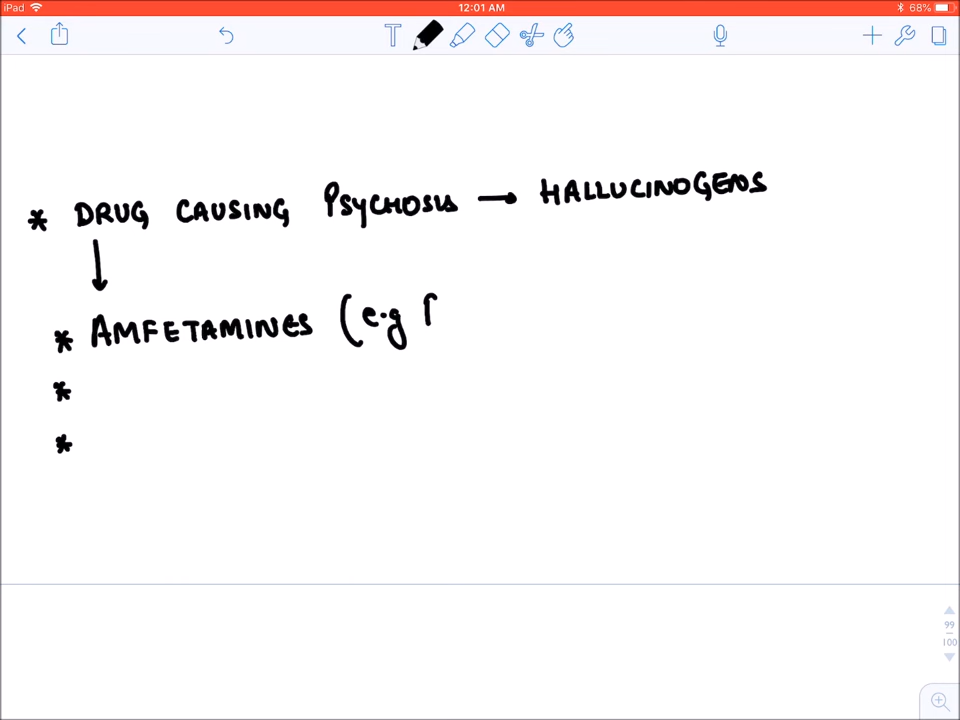 iPad 12:01 AM 68%
T
* DRUG CAUSING PSYCHOSIS → HALLUCINOGENS
↓
* AMFETAMINES (e.g
*
*
99
100